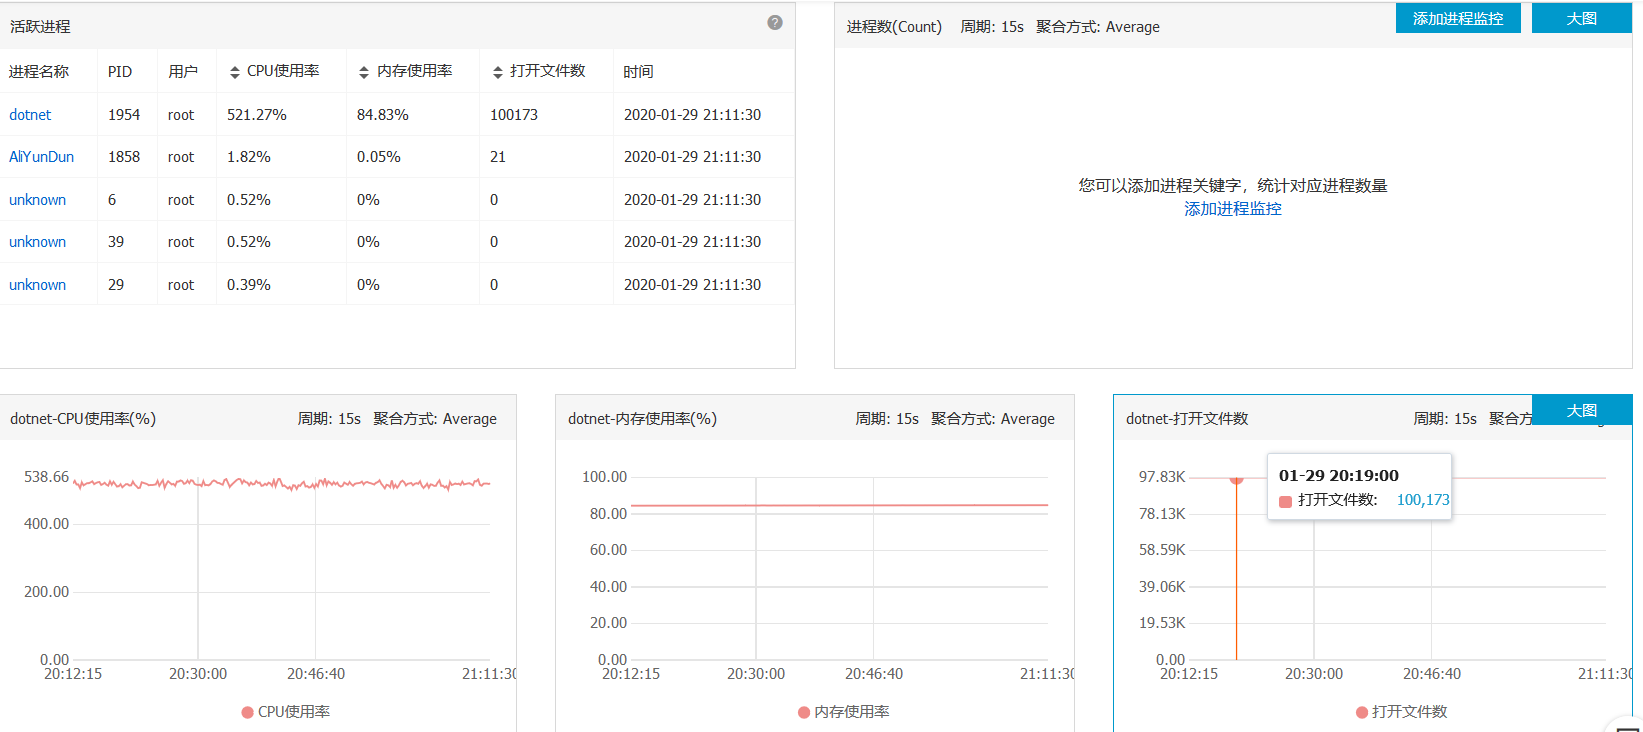 活跃进程
?
进程名称 PID 用户 CPU使用率 内存使用率 打开文件数 时间
dotnet 1954 root 521.27% 84.83% 100173 2020-01-29 21:11:30
AliYunDun 1858 root 1.82% 0.05% 21 2020-01-29 21:11:30
unknown 6 root 0.52% 0% 0 2020-01-29 21:11:30
unknown 39 root 0.52% 0% 0 2020-01-29 21:11:30
unknown 29 root 0.39% 0% 0 2020-01-29 21:11:30
进程数(Count) 周期: 15s 聚合方式: Average
添加进程监控 大图
您可以添加进程关键字，统计对应进程数量
添加进程监控
dotnet-CPU使用率(%) 周期: 15s 聚合方式: Average
538.66
400.00
200.00
0.00
20:12:15 20:30:00 20:46:40 21:11:30
CPU使用率
dotnet-内存使用率(%) 周期: 15s 聚合方式: Average
100.00
80.00
60.00
40.00
20.00
0.00
20:12:15 20:30:00 20:46:40 21:11:30
内存使用率
dotnet-打开文件数 周期: 15s 聚合方
大图
01-29 20:19:00
打开文件数: 100,173
97.83K
78.13K
58.59K
39.06K
19.53K
0.00
20:12:15 20:30:00 20:46:40 21:11:30
打开文件数